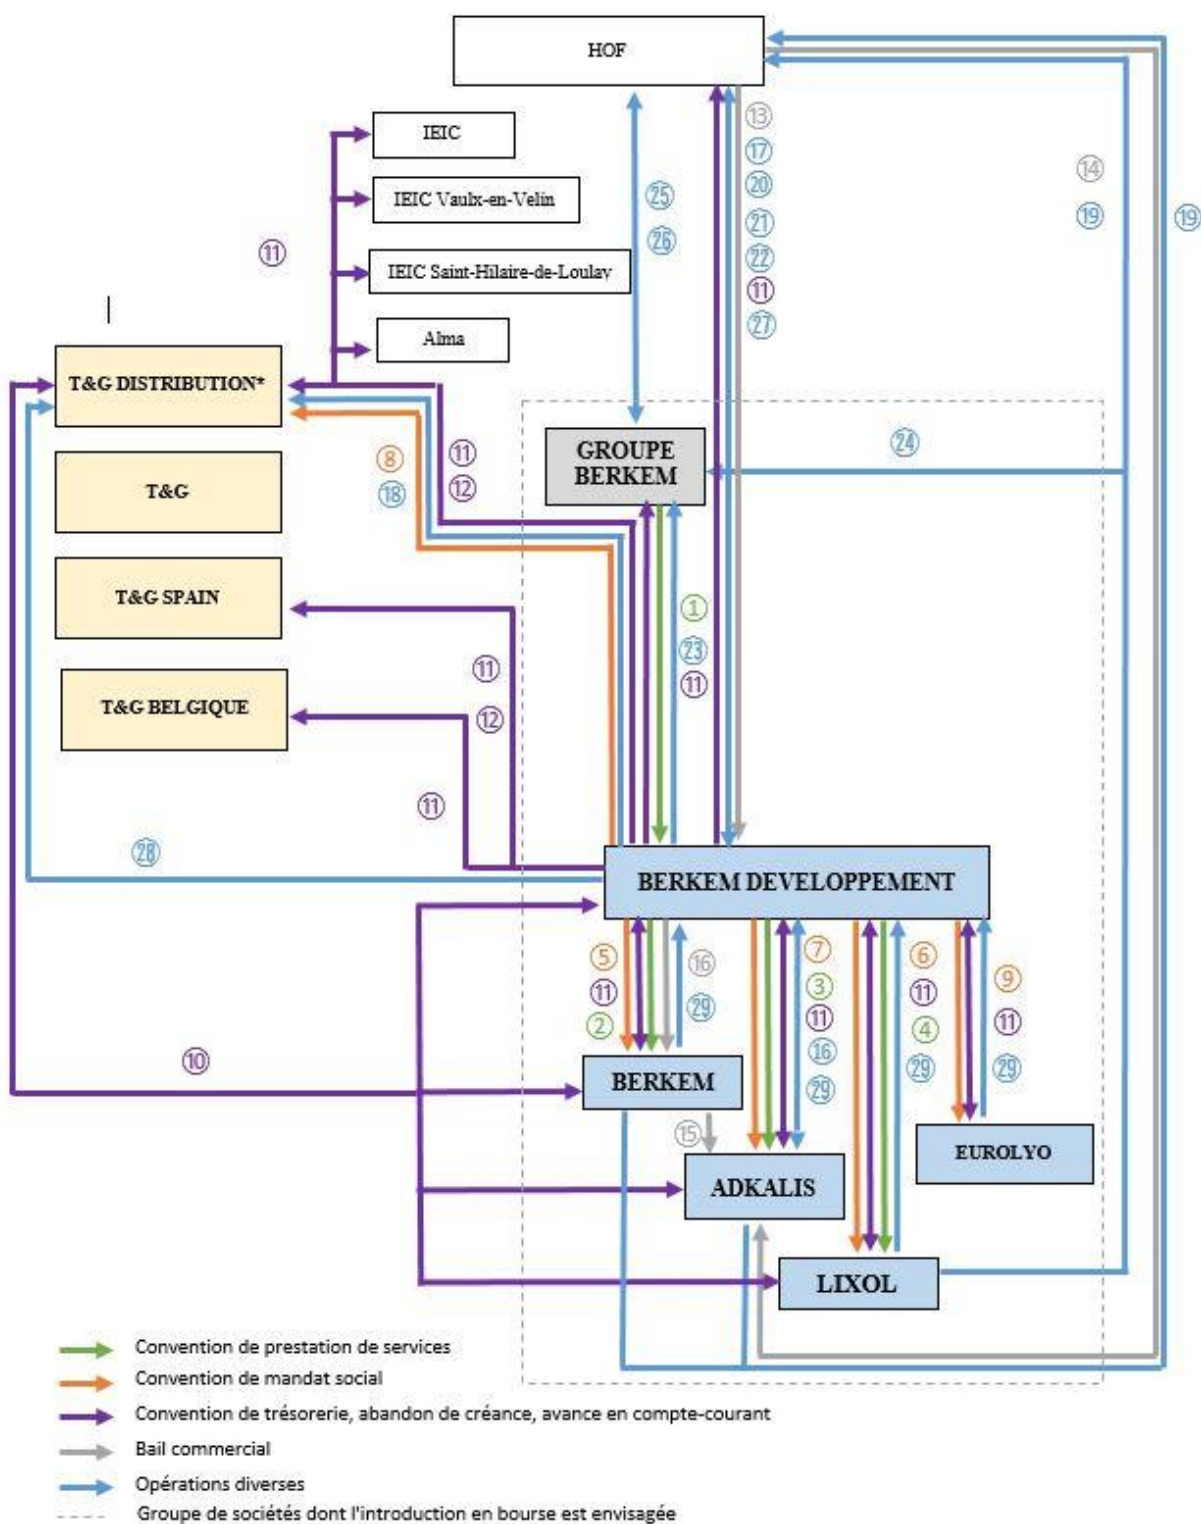 HOF
⑬
⑰
⑳
㉑
㉒
⑪
㉗
⑭
⑲
⑲
IEIC
IEIC Vaulx-en-Velin
IEIC Saint-Hilaire-de-Loulay
Alma
㉕
㉖
⑪
T&G DISTRIBUTION*
T&G
T&G SPAIN
T&G BELGIQUE
⑧
⑱
⑪
⑫
GROUPE
BERKEM
㉔
①
㉓
⑪
⑪
⑫
⑪
㉘
BERKEM DEVELOPPEMENT
⑤
⑪
②
⑯
㉙
⑦
③
⑪
⑯
㉙
⑥
⑪
④
㉙
⑨
⑪
㉙
⑩
BERKEM
⑮
ADKALIS
EUROLYO
LIXOL
Convention de prestation de services
Convention de mandat social
Convention de trésorerie, abandon de créance, avance en compte-courant
Bail commercial
Opérations diverses
Groupe de sociétés dont l'introduction en bourse est envisagée